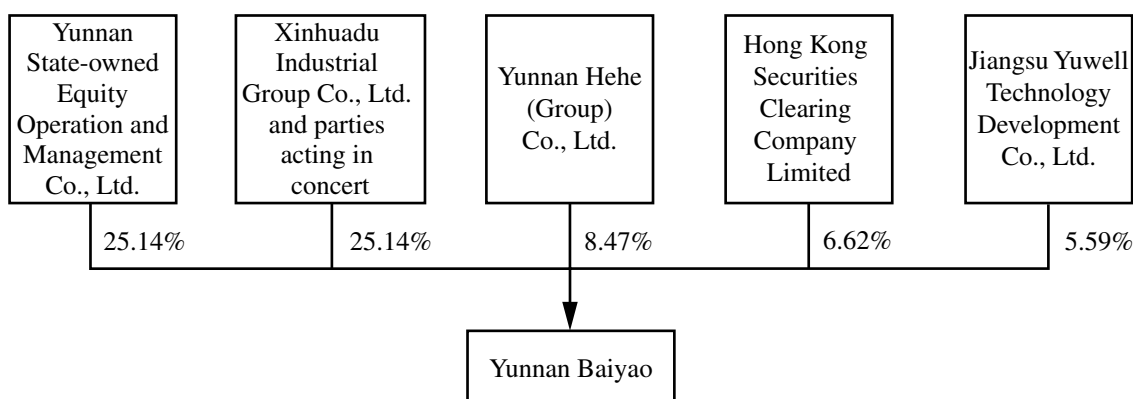 Yunnan
State-owned
Equity
Operation and
Management
Co., Ltd.
Xinhuadu
Industrial
Group Co., Ltd.
and parties
acting in
concert
Yunnan Hehe
(Group)
Co., Ltd.
Hong Kong
Securities
Clearing
Company
Limited
Jiangsu Yuwell
Technology
Development
Co., Ltd.
25.14%
25.14%
8.47%
6.62%
5.59%
Yunnan Baiyao